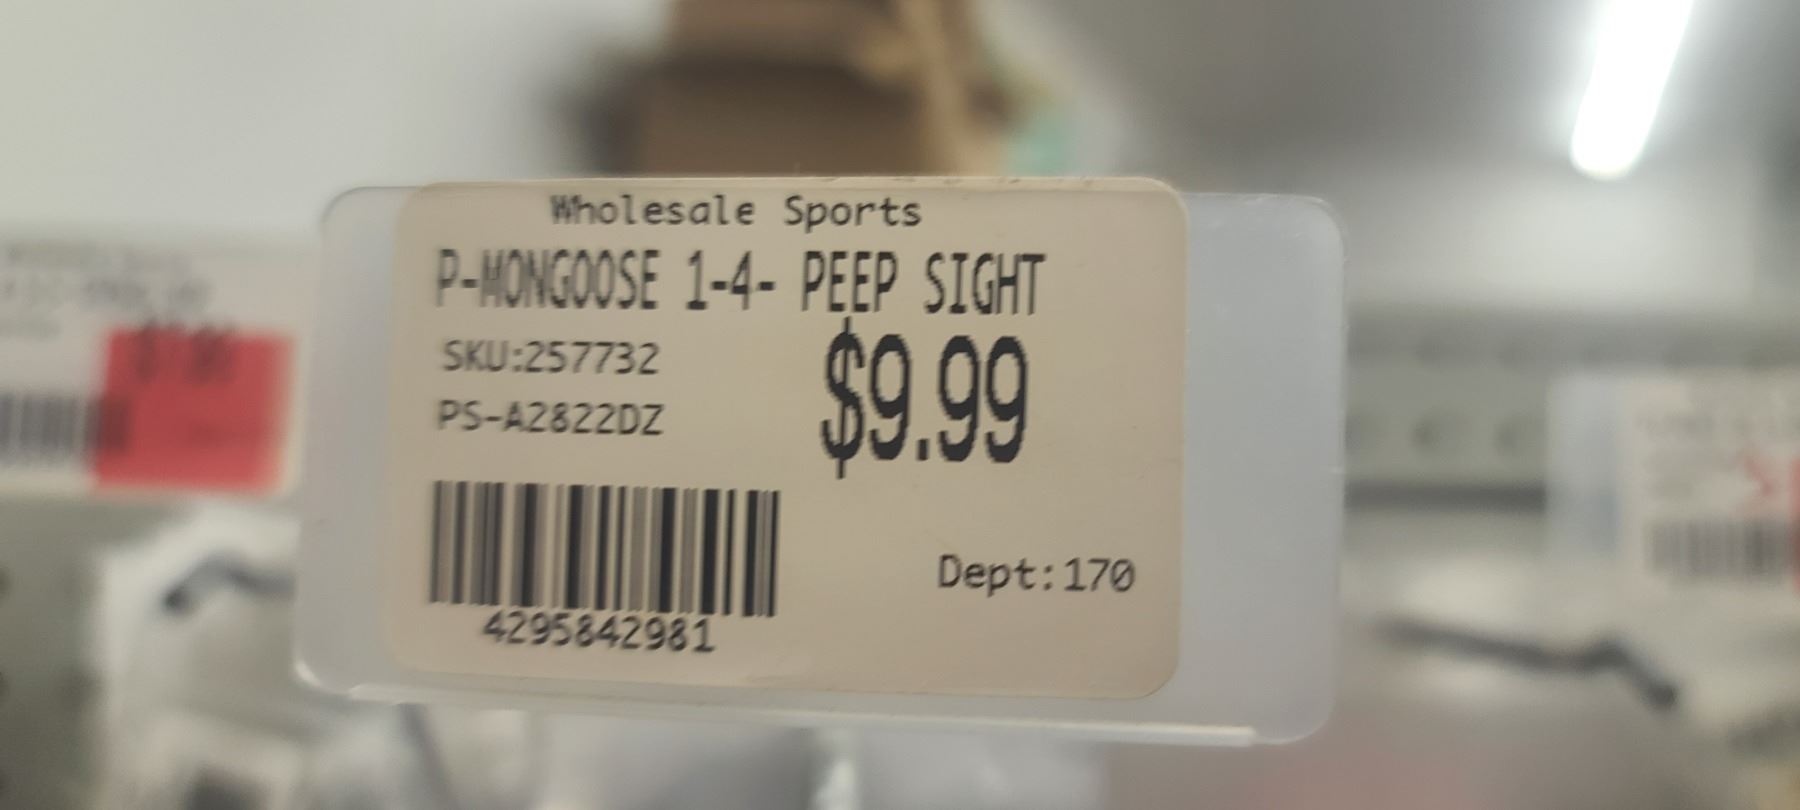 Wholesale Sports
P-MONGOOSE 1-4- PEEP SIGHT
SKU:257732
$9.99
PS-A2822DZ
Dept:170
4295842981